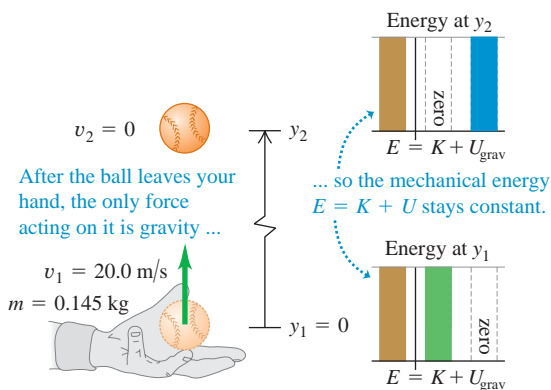 Energy at y₂
zero
E = K + U_grav
v₂ = 0
y₂
After the ball leaves your
hand, the only force
acting on it is gravity ...
... so the mechanical energy
E = K + U stays constant.
v₁ = 20.0 m/s
m = 0.145 kg
y₁ = 0
Energy at y₁
zero
E = K + U_grav